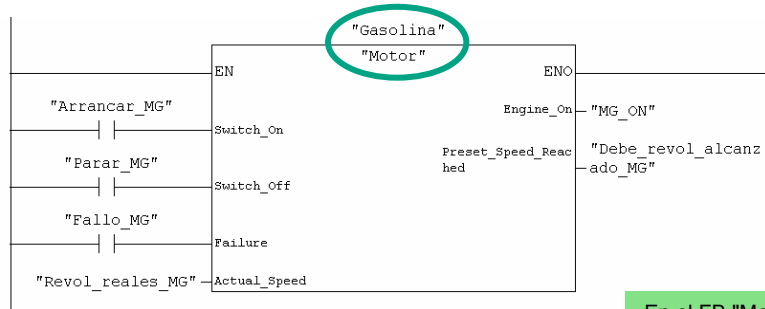 "Gasolina"
"Motor"
EN
ENO
"Arrancar_MG"
Engine_On
"MG_ON"
Switch_On
"Parar_MG"
Preset_Speed_Reac
hed
"Debe_revol_alcanz
ado_MG"
Switch_Off
"Fallo_MG"
Failure
"Revol_reales_MG"
Actual_Speed